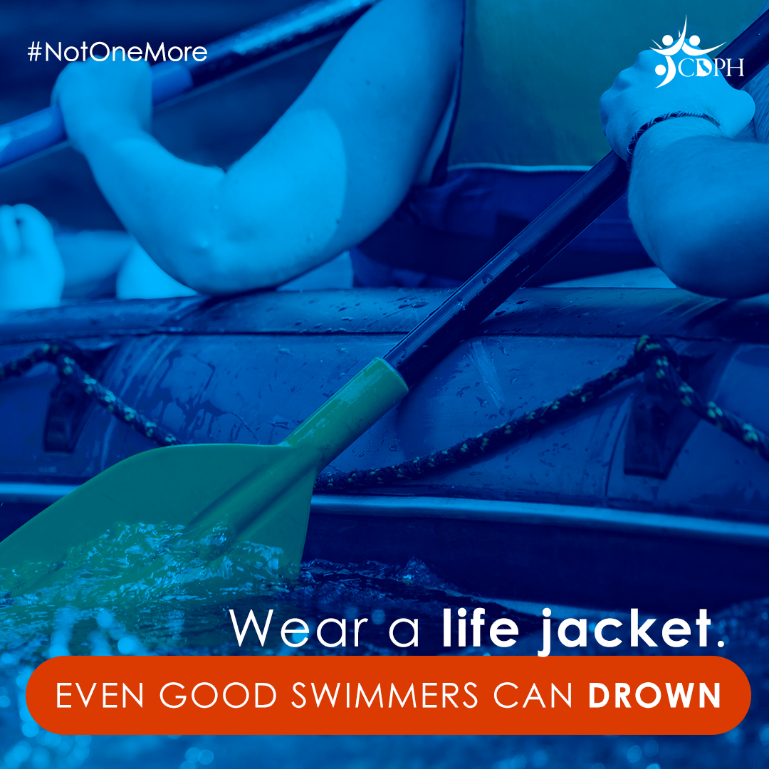 #NotOneMore
CDPH
Wear a life jacket.
EVEN GOOD SWIMMERS CAN DROWN